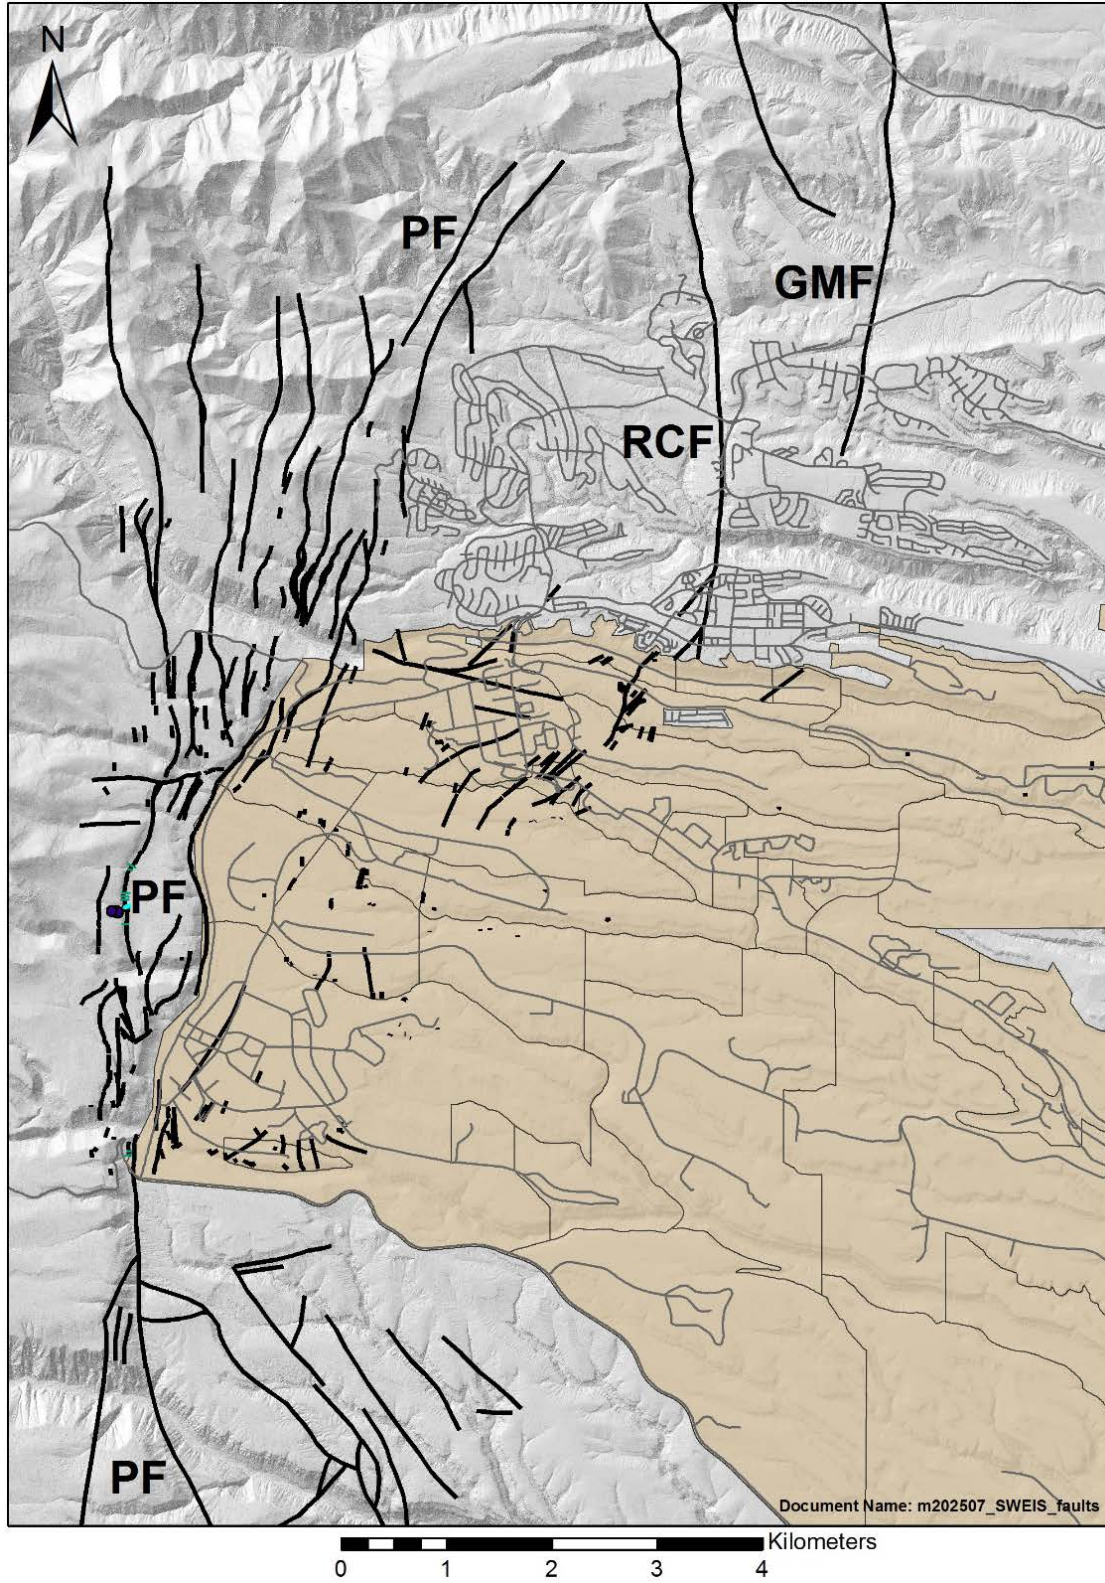 N
PF
GMF
RCF
PF
PF
Document Name: m202507_SWEIS_faults
Kilometers
0 1 2 3 4